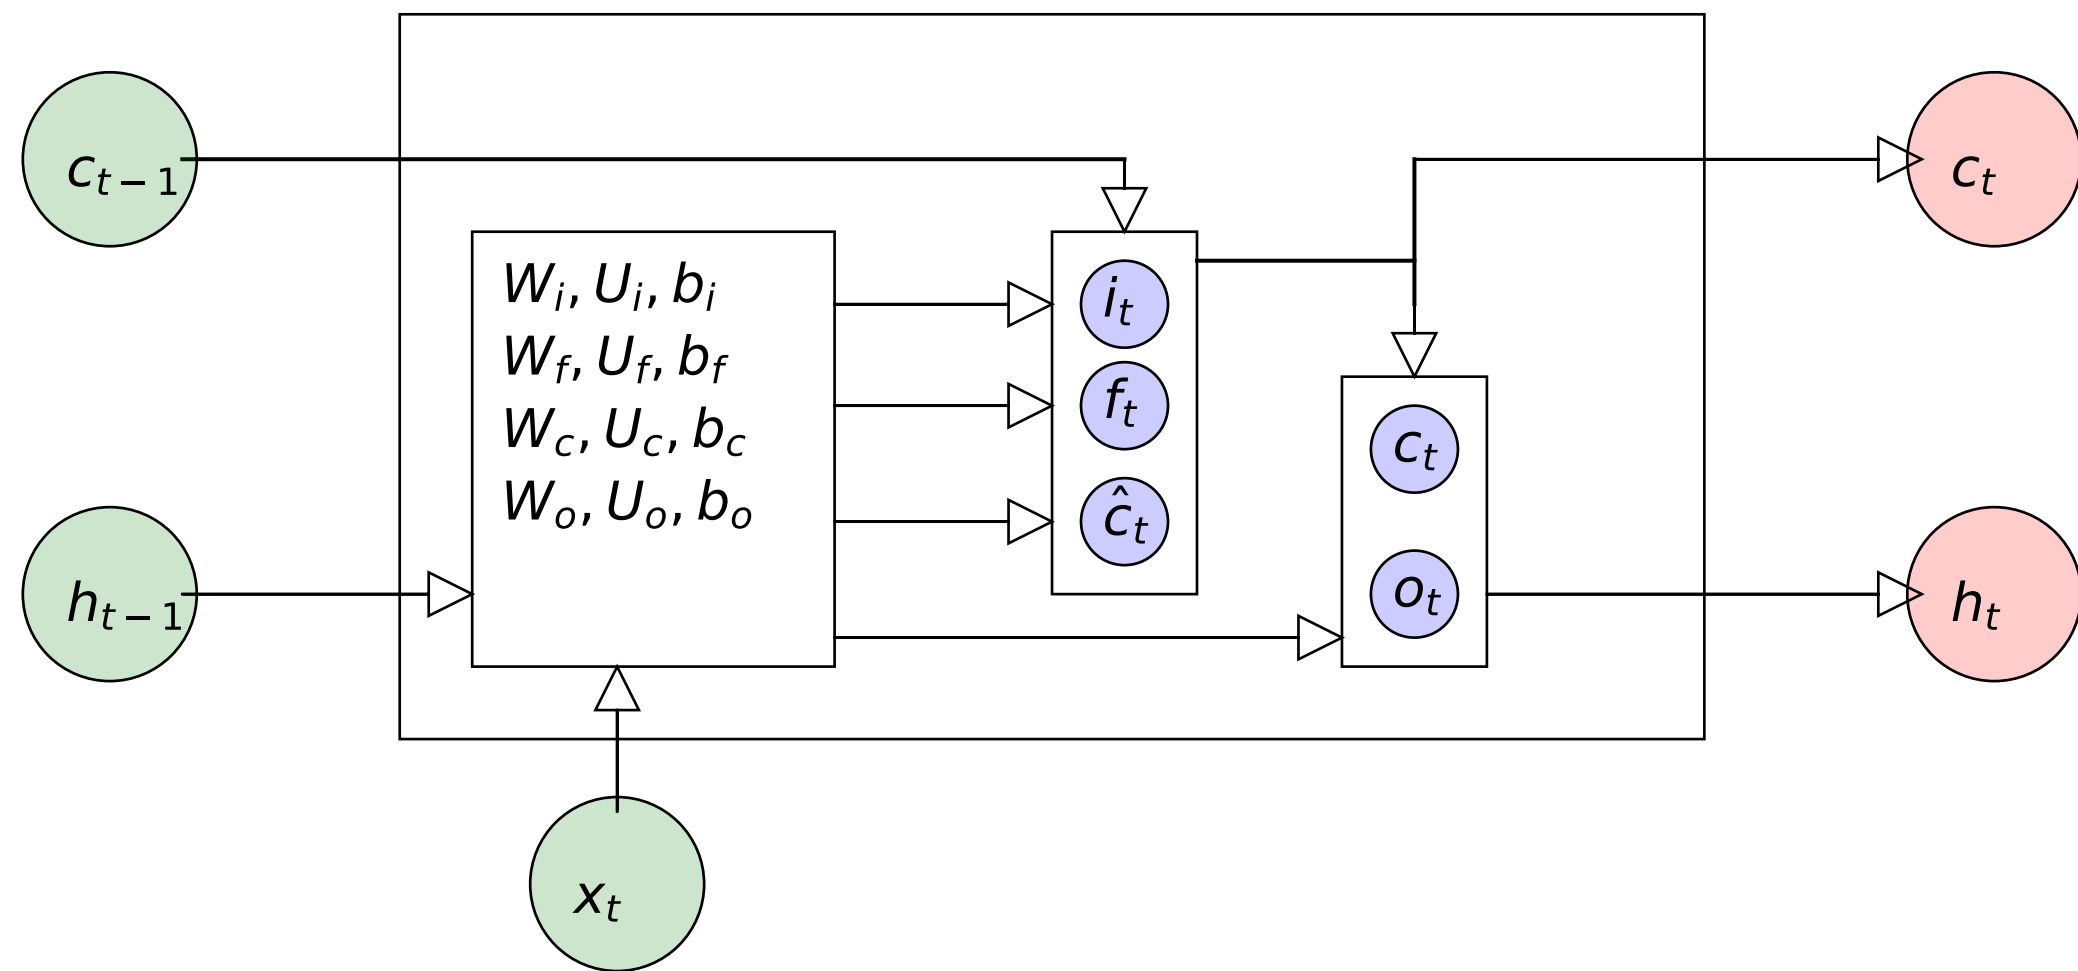 c_{t-1}
c_t
W_i, U_i, b_i
W_f, U_f, b_f
W_c, U_c, b_c
W_o, U_o, b_o
i_t
f_t
ĉ_t
c_t
o_t
h_{t-1}
h_t
x_t